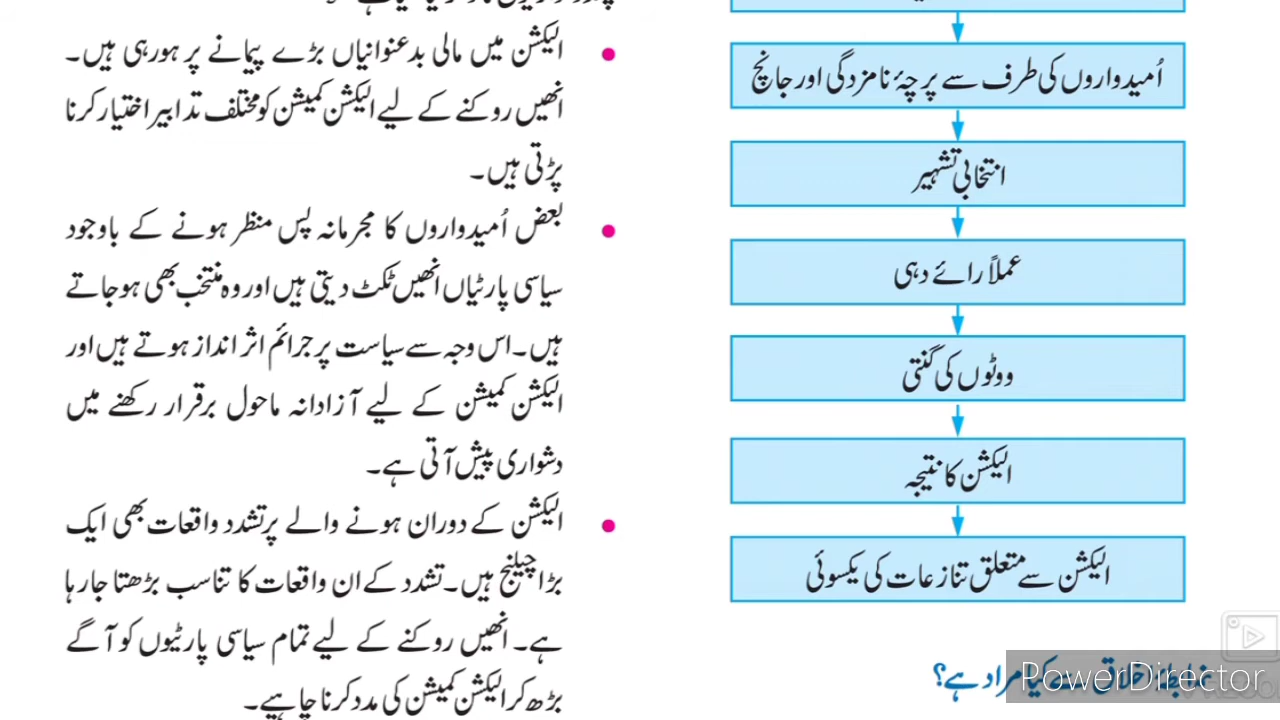 اُمیدواروں کی طرف سے پرچۂ نامزدگی اور جانچ
انتخابی تشہیر
عملاً رائے دہی
ووٹوں کی گنتی
الیکشن کا نتیجہ
الیکشن سے متعلق تنازعات کی یکسوئی
کیا مراد ہے؟
PowerDirector
الیکشن میں مالی بدعنوانیاں بڑے پیمانے پر ہو رہی ہیں۔
انھیں روکنے کے لیے الیکشن کمیشن کو مختلف تدابیر اختیار کرنا
پڑتی ہیں۔
بعض اُمیدواروں کا مجرمانہ پس منظر ہونے کے باوجود
سیاسی پارٹیاں انھیں ٹکٹ دیتی ہیں اور وہ منتخب بھی ہو جاتے
ہیں۔ اس وجہ سے سیاست پر جرائم اثر انداز ہوتے ہیں اور
الیکشن کمیشن کے لیے آزادانہ ماحول برقرار رکھنے میں
دشواری پیش آتی ہے۔
الیکشن کے دوران ہونے والے پرتشدد واقعات بھی ایک
بڑا چیلنج ہیں۔ تشدد کے ان واقعات کا تناسب بڑھتا جا رہا
ہے۔ انھیں روکنے کے لیے تمام سیاسی پارٹیوں کو آگے
بڑھ کر الیکشن کمیشن کی مدد کرنا چاہیے۔